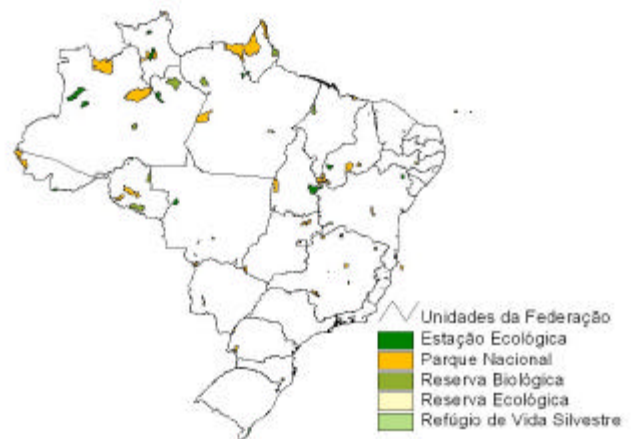 Unidades da Federação
Estação Ecológica
Parque Nacional
Reserva Biológica
Reserva Ecológica
Refúgio de Vida Silvestre